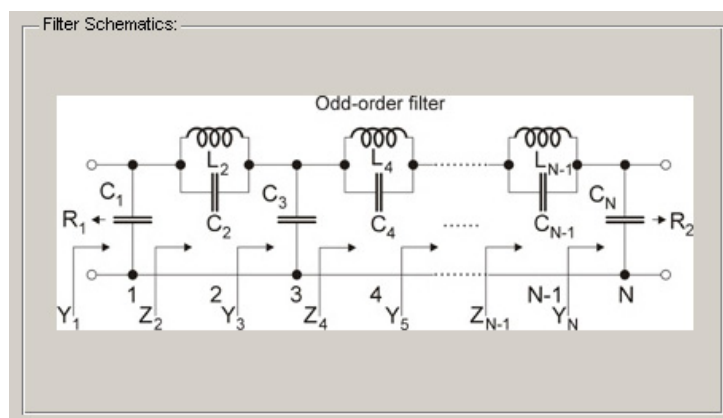 Filter Schematics:
Odd-order filter
L2 L4 LN-1
C1 C3 CN
R1 C2 C4 ...... CN-1 R2
1 2 3 4 N-1 N
Y1 Z2 Y3 Z4 Y5 ZN-1 YN